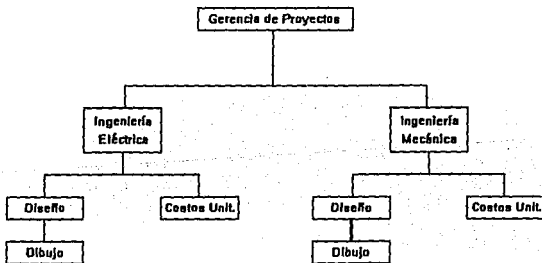 Gerencia de Proyectos
Ingeniería
Eléctrica
Ingeniería
Mecánica
Diseño
Costos Unit.
Diseño
Costos Unit.
Dibujo
Dibujo